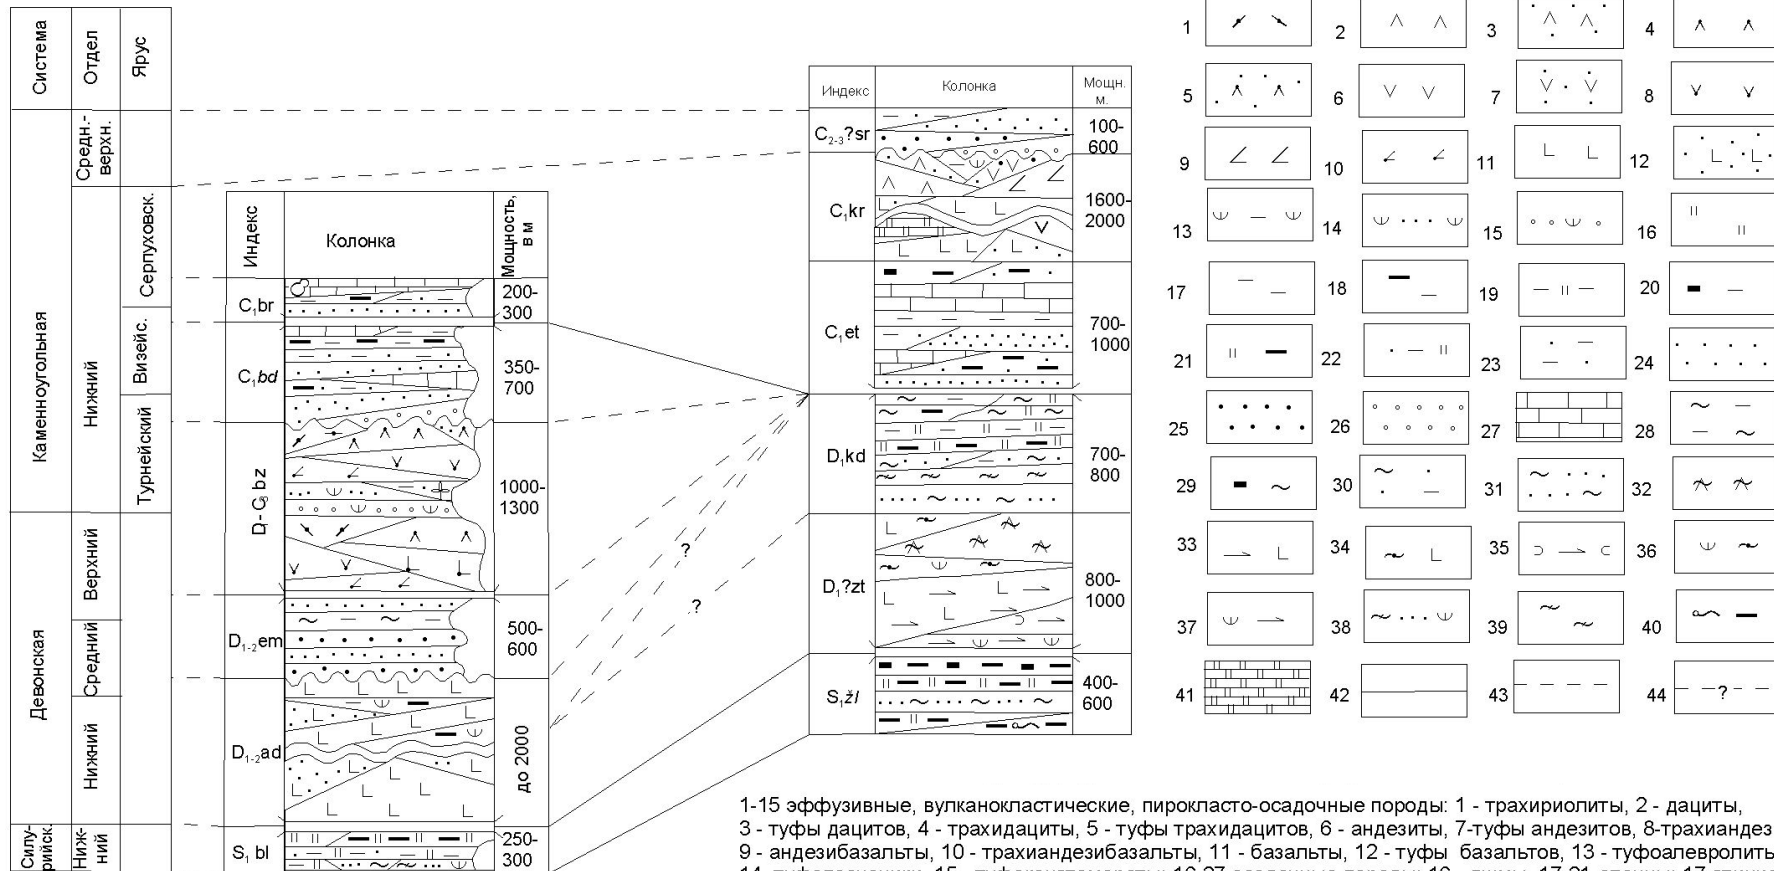 Система
Отдел
Ярус
Каменноугольная
Средн.-
верхн.
Нижний
Серпуховск.
Визейс.
Турнейский
Девонская
Верхний
Средний
Нижний
Силу-
рийск.
Ниж-
ний
Индекс
Колонка
Мощность,
в м
C₁br
200-
300
C₁bd
350-
700
1000-
1300
D₁₋₂em
500-
600
D₁₋₂ad
до 2000
S₁ bl
250-
300
?
?
Индекс
Колонка
Мощн.
м.
C₂₋₃?sr
100-
600
C₁kr
1600-
2000
C₁et
700-
1000
D₁kd
700-
800
D₁?zt
800-
1000
S₁žl
400-
600
1 2 3 4
5 6 7 8
9 10 11 12
13 14 15 16
17 18 19 20
21 22 23 24
25 26 27 28
29 30 31 32
33 34 35 36
37 38 39 40
41 42 43 44 ?
1-15 эффузивные, вулканокластические, пирокласто-осадочные породы: 1 - трахириолиты, 2 - дациты,
3 - туфы дацитов, 4 - трахидациты, 5 - туфы трахидацитов, 6 - андезиты, 7-туфы андезитов, 8-трахиандез
9 - андезибазальты, 10 - трахиандезибазальты, 11 - базальты, 12 - туфы базальтов, 13 - туфоалевролиты